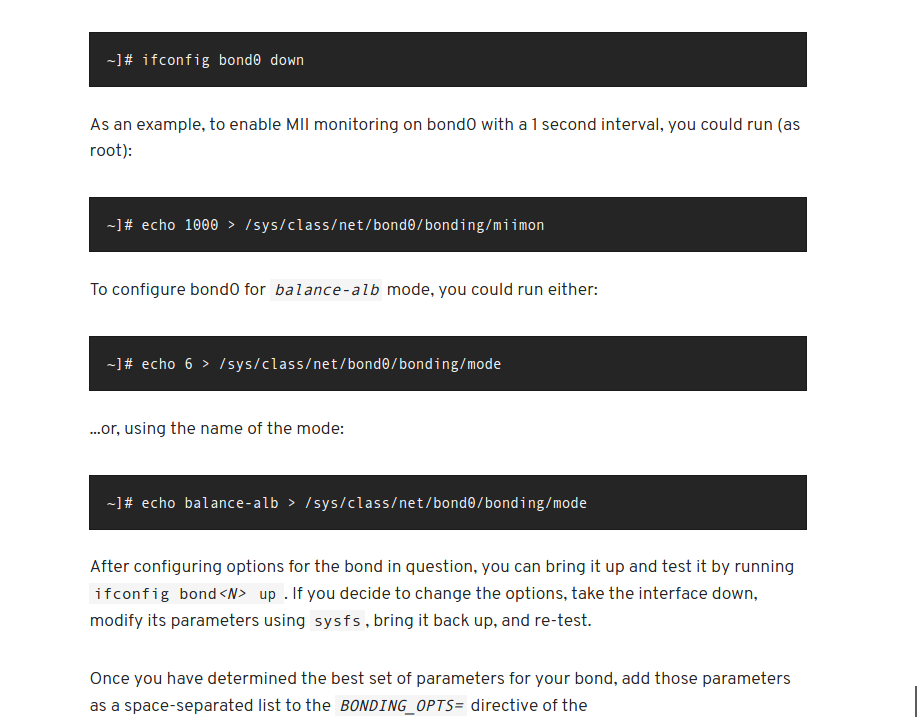 ~]# ifconfig bond0 down
As an example, to enable MII monitoring on bond0 with a 1 second interval, you could run (as
root):
~]# echo 1000 > /sys/class/net/bond0/bonding/miimon
To configure bond0 for balance-alb mode, you could run either:
~]# echo 6 > /sys/class/net/bond0/bonding/mode
...or, using the name of the mode:
~]# echo balance-alb > /sys/class/net/bond0/bonding/mode
After configuring options for the bond in question, you can bring it up and test it by running
ifconfig bond<N> up . If you decide to change the options, take the interface down,
modify its parameters using sysfs , bring it back up, and re-test.
Once you have determined the best set of parameters for your bond, add those parameters
as a space-separated list to the BONDING_OPTS= directive of the